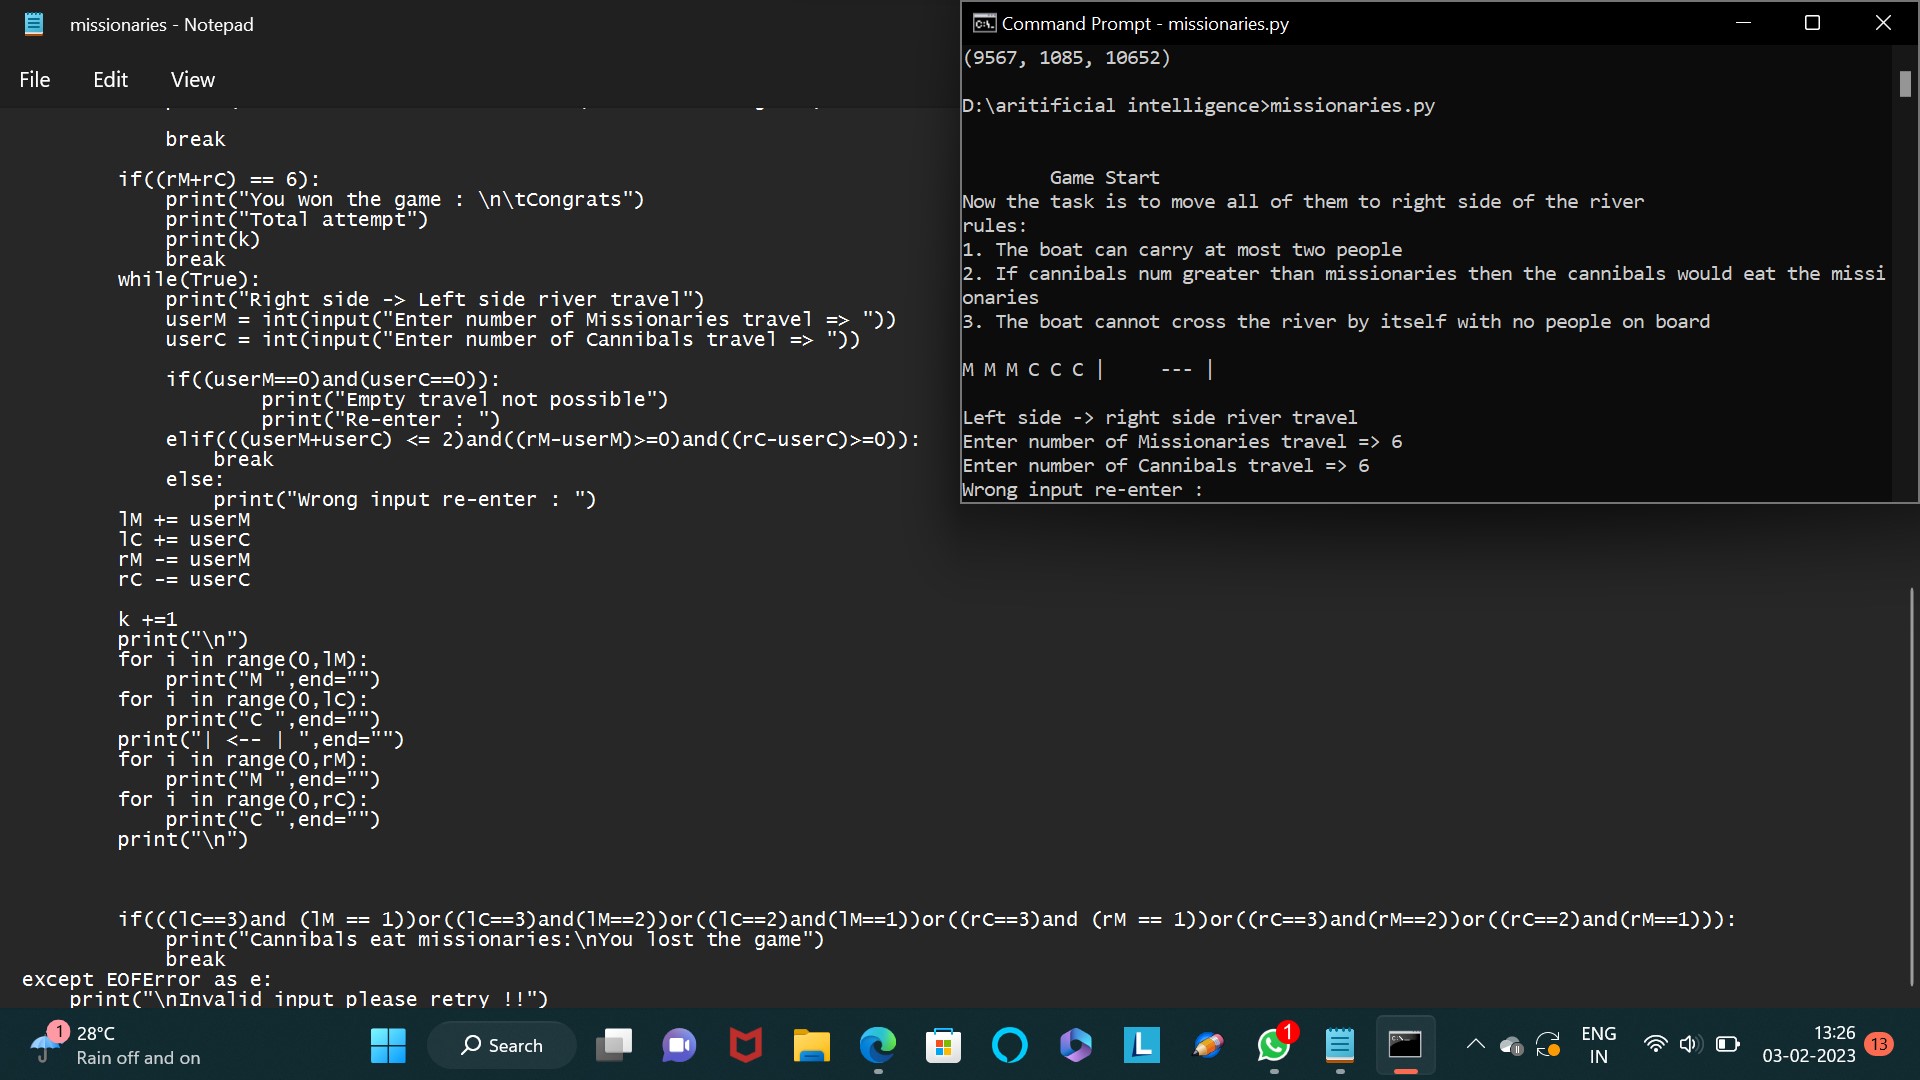 missionaries - Notepad
File Edit View
break
if((rM+rC) == 6):
print("You won the game : \n\tCongrats")
print("Total attempt")
print(k)
break
while(True):
print("Right side -> Left side river travel")
userM = int(input("Enter number of Missionaries travel => "))
userC = int(input("Enter number of Cannibals travel => "))
if((userM==0)and(userC==0)):
print("Empty travel not possible")
print("Re-enter : ")
elif(((userM+userC) <= 2)and((rM-userM)>=0)and((rC-userC)>=0)):
break
else:
print("Wrong input re-enter : ")
lM += userM
lC += userC
rM -= userM
rC -= userC
k +=1
print("\n")
for i in range(0,lM):
print("M ",end="")
for i in range(0,lC):
print("C ",end="")
print("| <-- | ",end="")
for i in range(0,rM):
print("M ",end="")
for i in range(0,rC):
print("C ",end="")
print("\n")
if(((lC==3)and (lM == 1))or((lC==3)and(lM==2))or((lC==2)and(lM==1))or((rC==3)and (rM == 1))or((rC==3)and(rM==2))or((rC==2)and(rM==1))):
print("Cannibals eat missionaries:\nYou lost the game")
break
except EOFError as e:
print("\nInvalid input please retry !!")
Command Prompt - missionaries.py
(9567, 1085, 10652)
D:\aritificial intelligence>missionaries.py
Game Start
Now the task is to move all of them to right side of the river
rules:
1. The boat can carry at most two people
2. If cannibals num greater than missionaries then the cannibals would eat the missi
onaries
3. The boat cannot cross the river by itself with no people on board
M M M C C C |     --- |
Left side -> right side river travel
Enter number of Missionaries travel => 6
Enter number of Cannibals travel => 6
Wrong input re-enter :
1
28°C
Rain off and on
Search
L
1
ENG
IN
13:26
03-02-2023
13